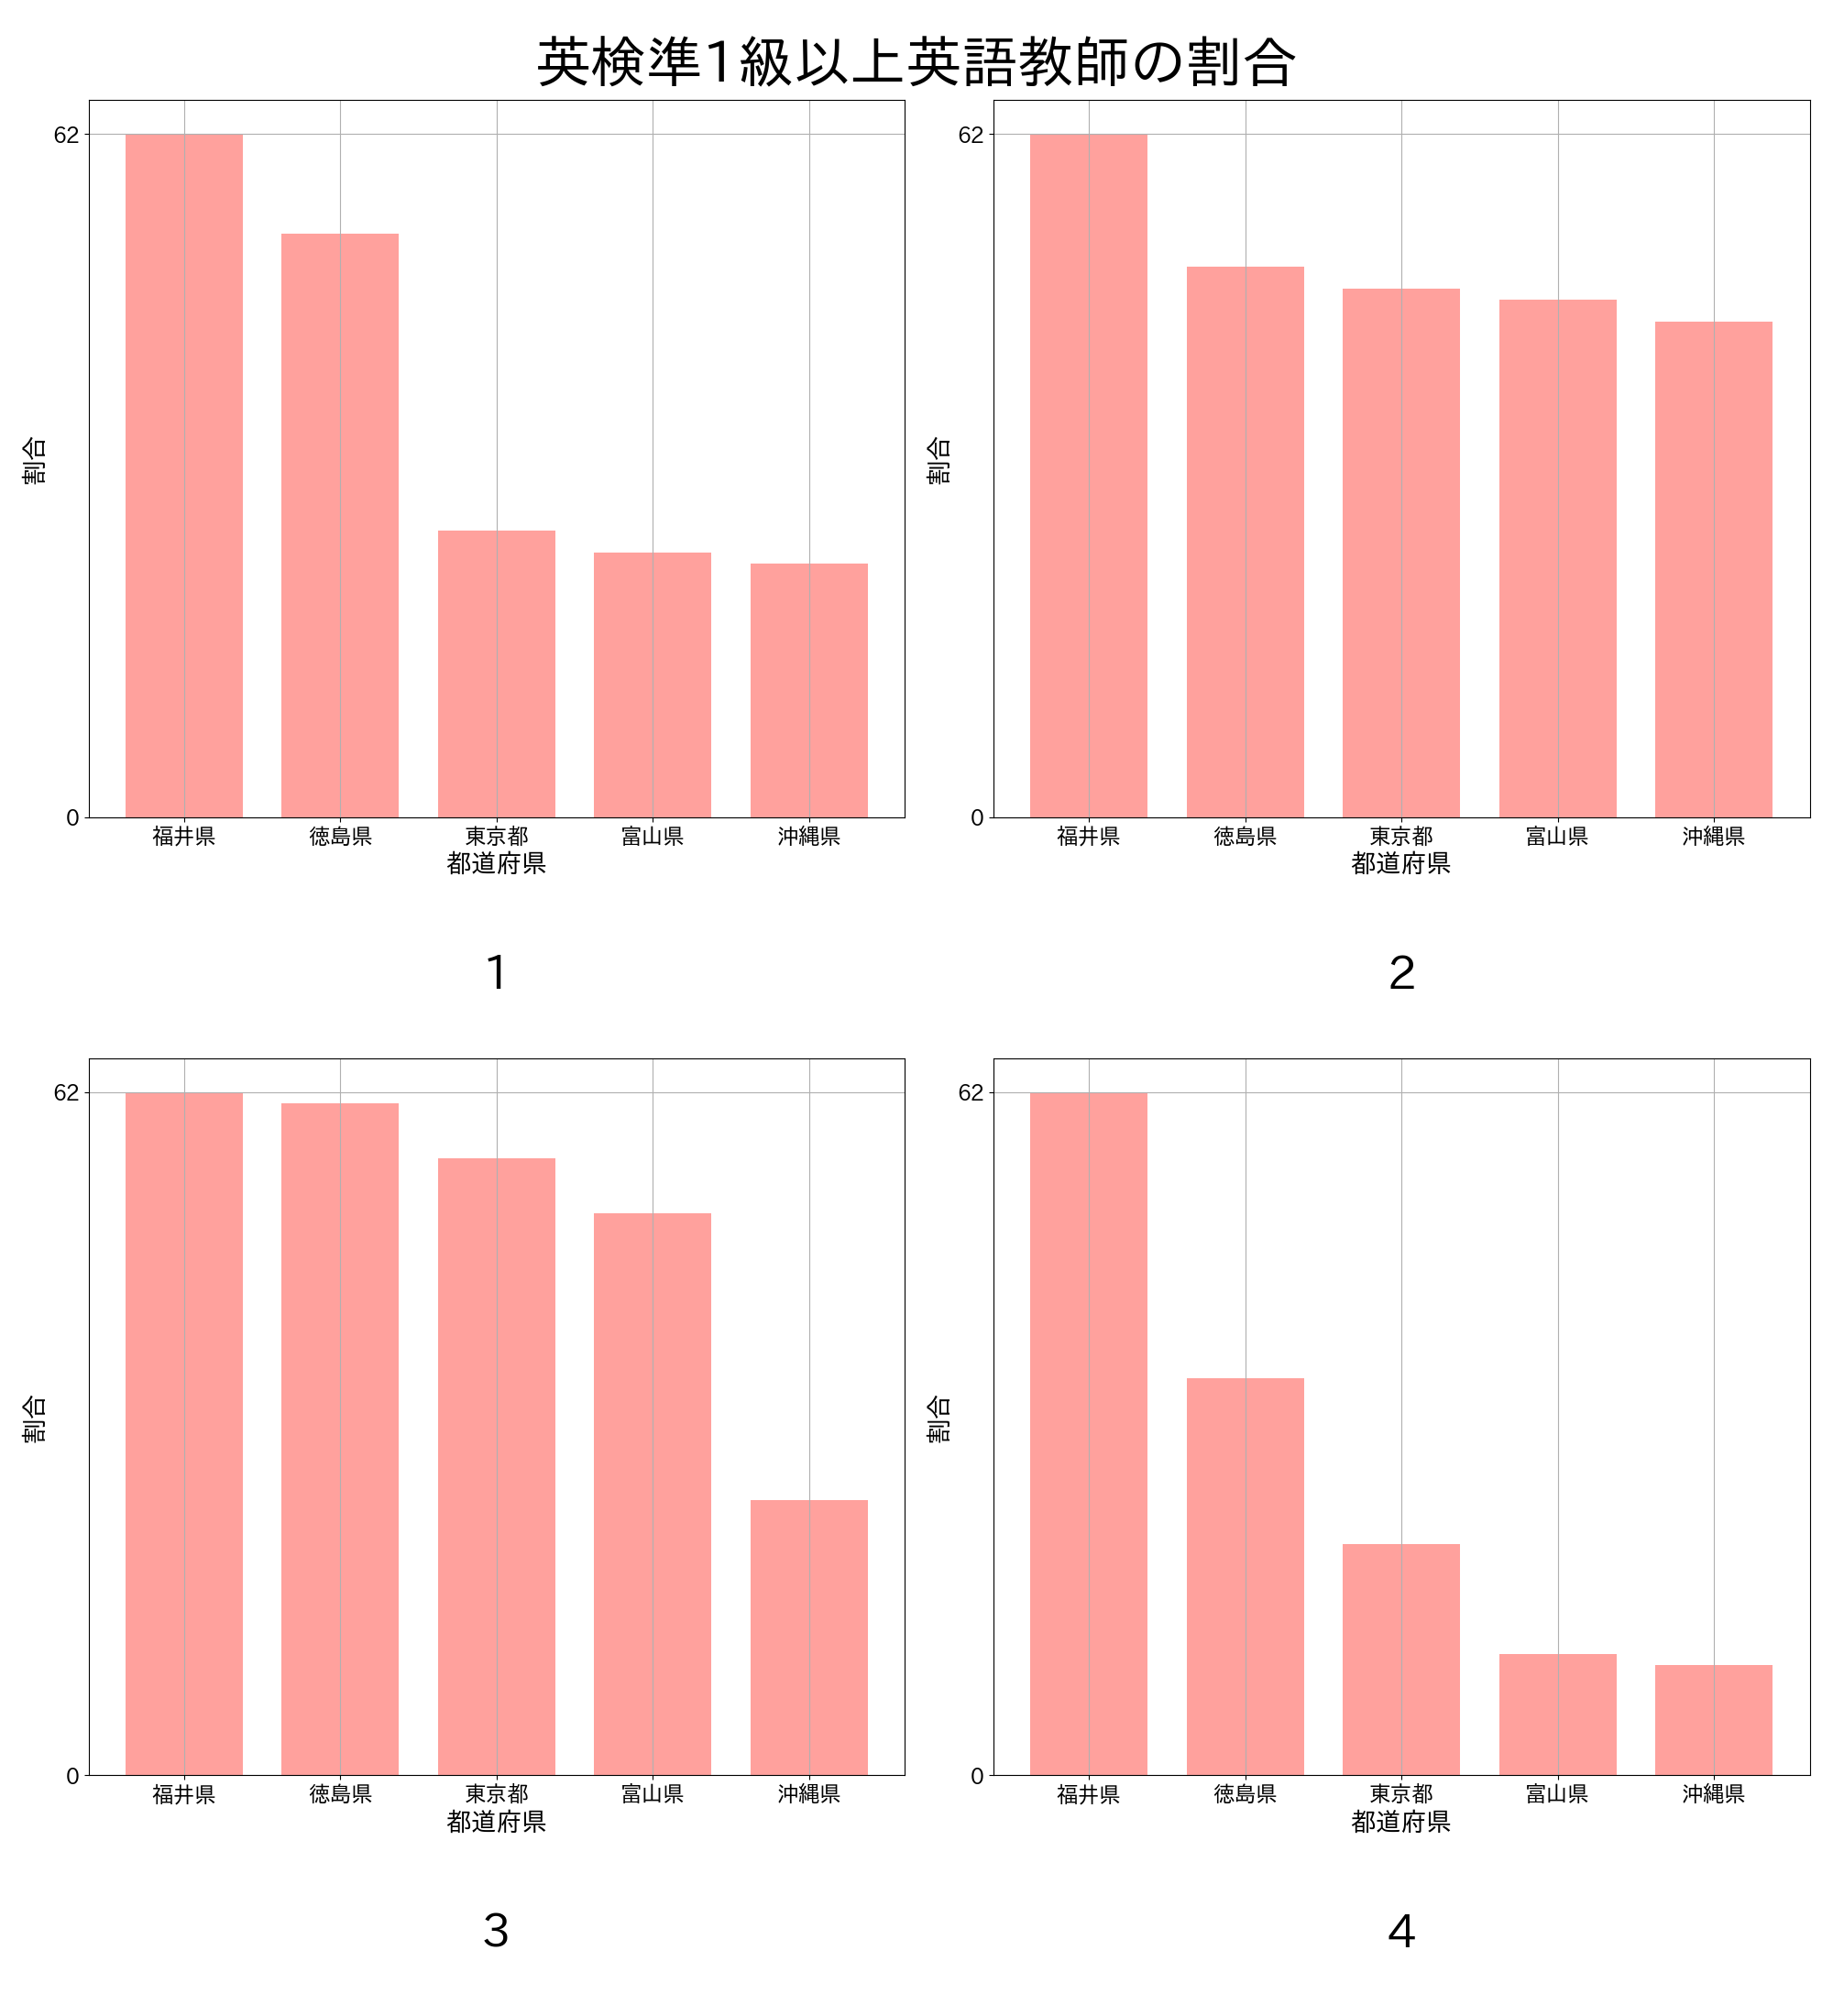 英検準1級以上英語教師の割合
62
0
割合
福井県 徳島県 東京都 富山県 沖縄県
都道府県
1
62
0
割合
福井県 徳島県 東京都 富山県 沖縄県
都道府県
2
62
0
割合
福井県 徳島県 東京都 富山県 沖縄県
都道府県
3
62
0
割合
福井県 徳島県 東京都 富山県 沖縄県
都道府県
4